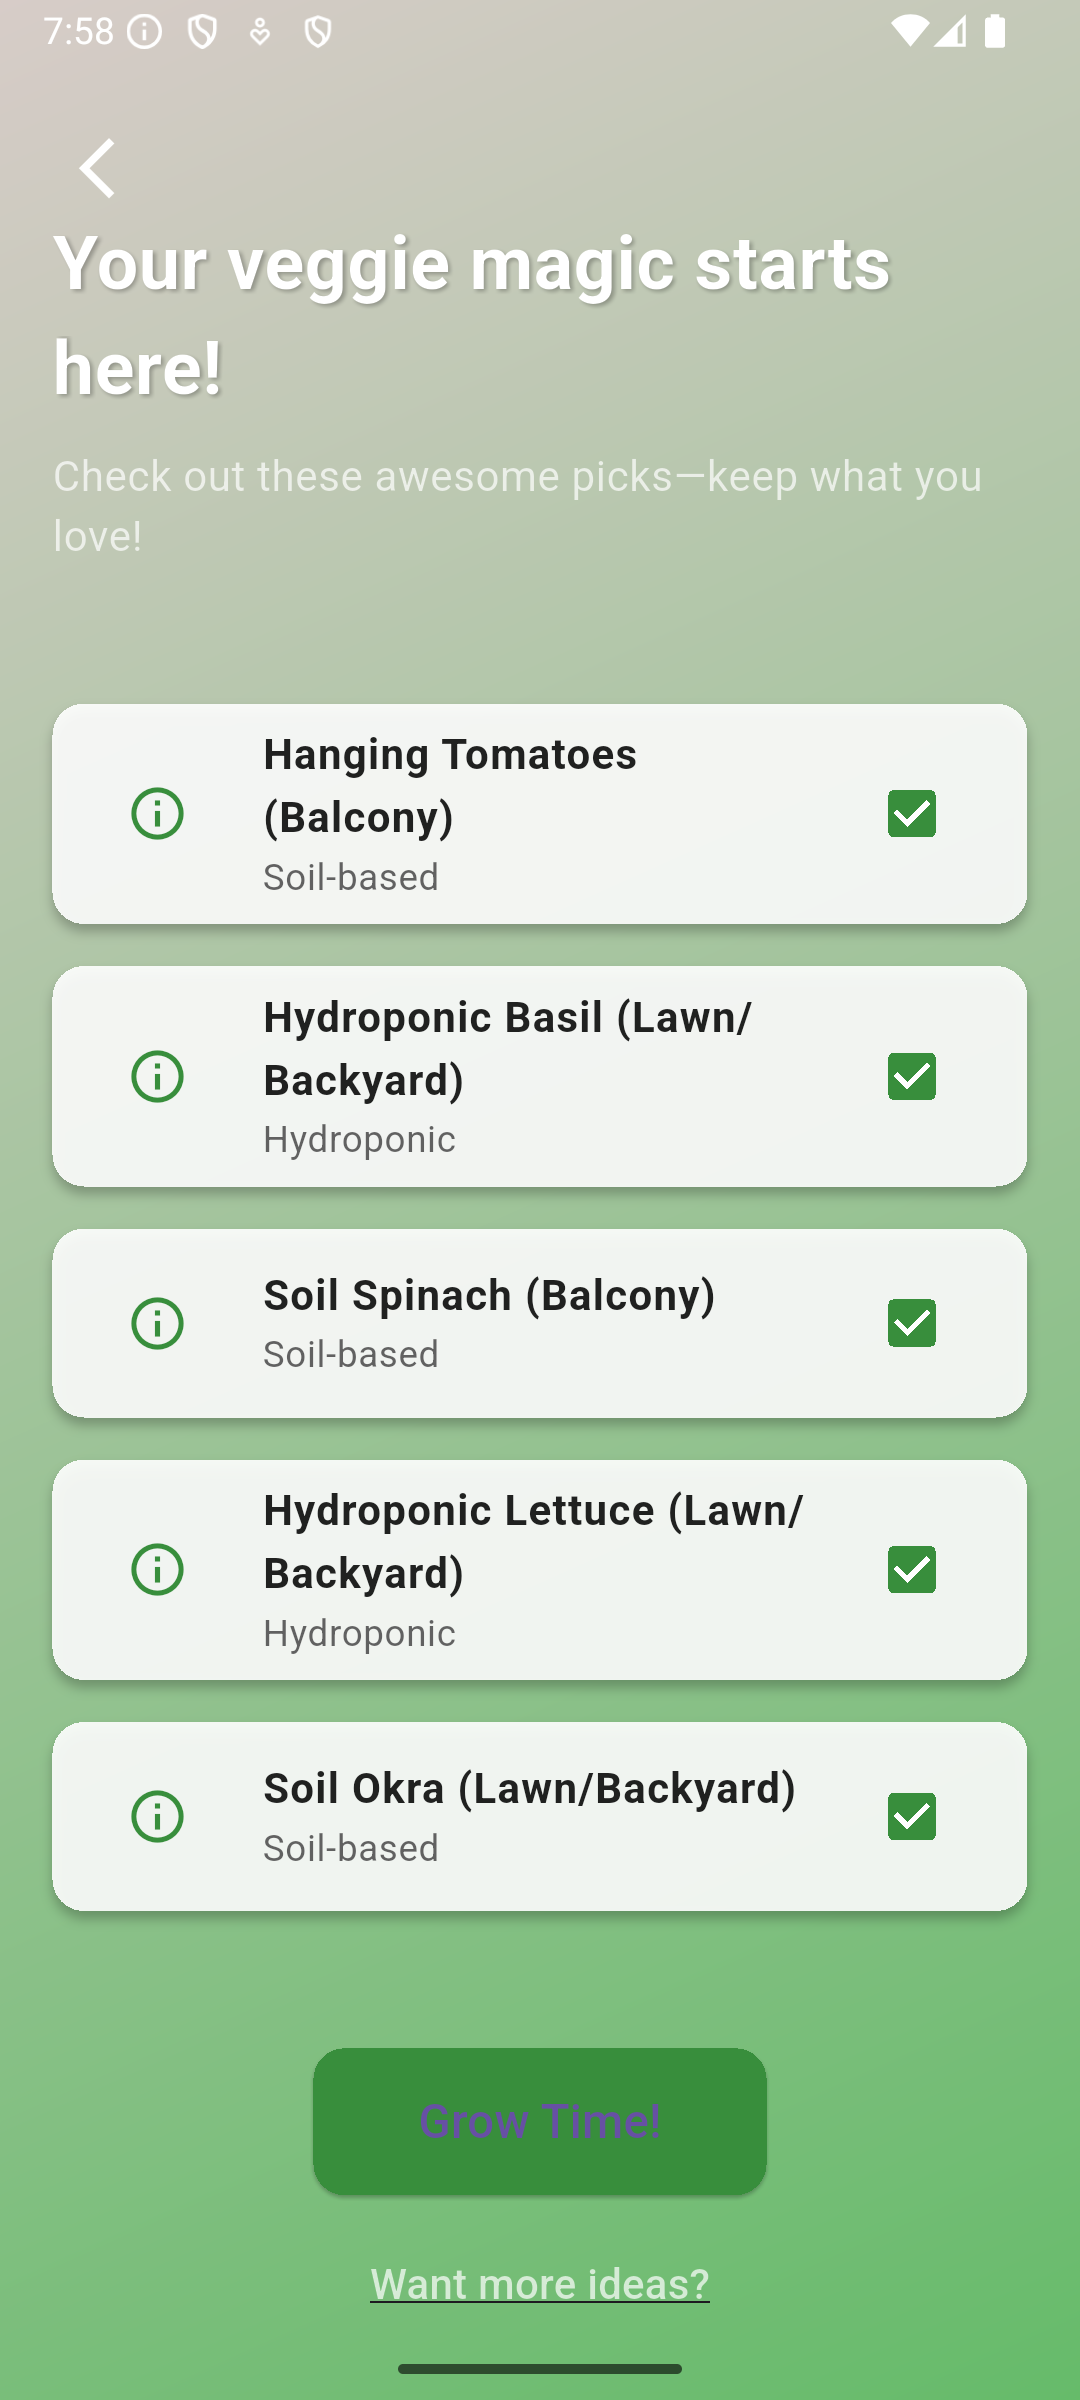 7:58
Your veggie magic starts
here!
Check out these awesome picks—keep what you
love!
Hanging Tomatoes
(Balcony)
Soil-based
Hydroponic Basil (Lawn/
Backyard)
Hydroponic
Soil Spinach (Balcony)
Soil-based
Hydroponic Lettuce (Lawn/
Backyard)
Hydroponic
Soil Okra (Lawn/Backyard)
Soil-based
Grow Time!
Want more ideas?